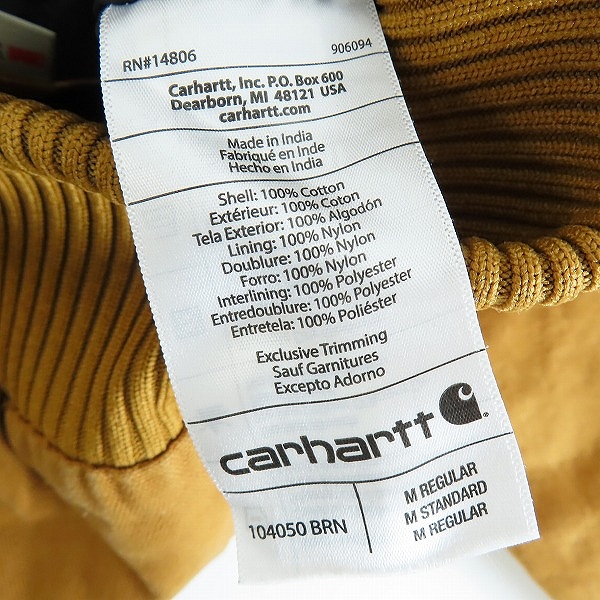 RN#14806
906094
Carhartt, Inc. P.O. Box 600
Dearborn, MI 48121 USA
carhartt.com
Made in India
Fabriqué en Inde
Hecho en India
Shell: 100% Cotton
Extérieur: 100% Coton
Tela Exterior: 100% Algodón
Lining: 100% Nylon
Doublure: 100% Nylon
Forro: 100% Nylon
Interlining: 100% Polyester
Entredoublure: 100% Polyester
Entretela: 100% Poliéster
Exclusive Trimming
Sauf Garnitures
Excepto Adorno
carhartt
104050 BRN
M REGULAR
M STANDARD
M REGULAR